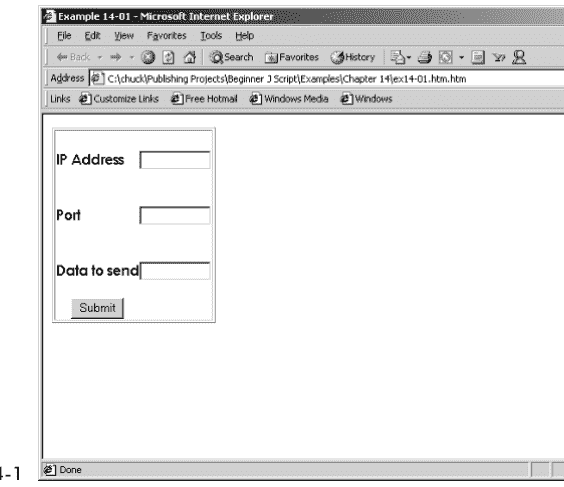 Example 14-01 - Microsoft Internet Explorer
File Edit View Favorites Tools Help
Back Search Favorites History
Address C:\chuck\Publishing Projects\Beginner J Script\Examples\Chapter 14\ex14-01.htm.htm
Links Customize Links Free Hotmail Windows Media Windows
IP Address
Port
Data to send
Submit
4-1
Done